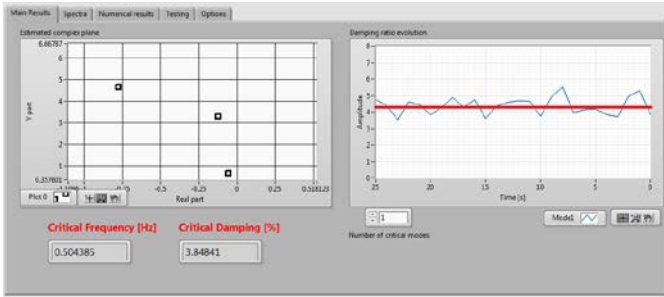 Main Results Spectra Numerical results Testing Options
Estimated complex plane
6.66787
6
5
4
3
2
1
0.357601
Y part
-0.75 -0.5 -0.25 0 0.25 0.518123
Real part
Plot 0
Critical Frequency [Hz]
0.504385
Critical Damping [%]
3.84841
Damping ratio evolution
8
7
6
5
4
3
2
1
0
Amplitude
25 20 15 10 5 0
Time [s]
1
Mode1
Number of critical modes